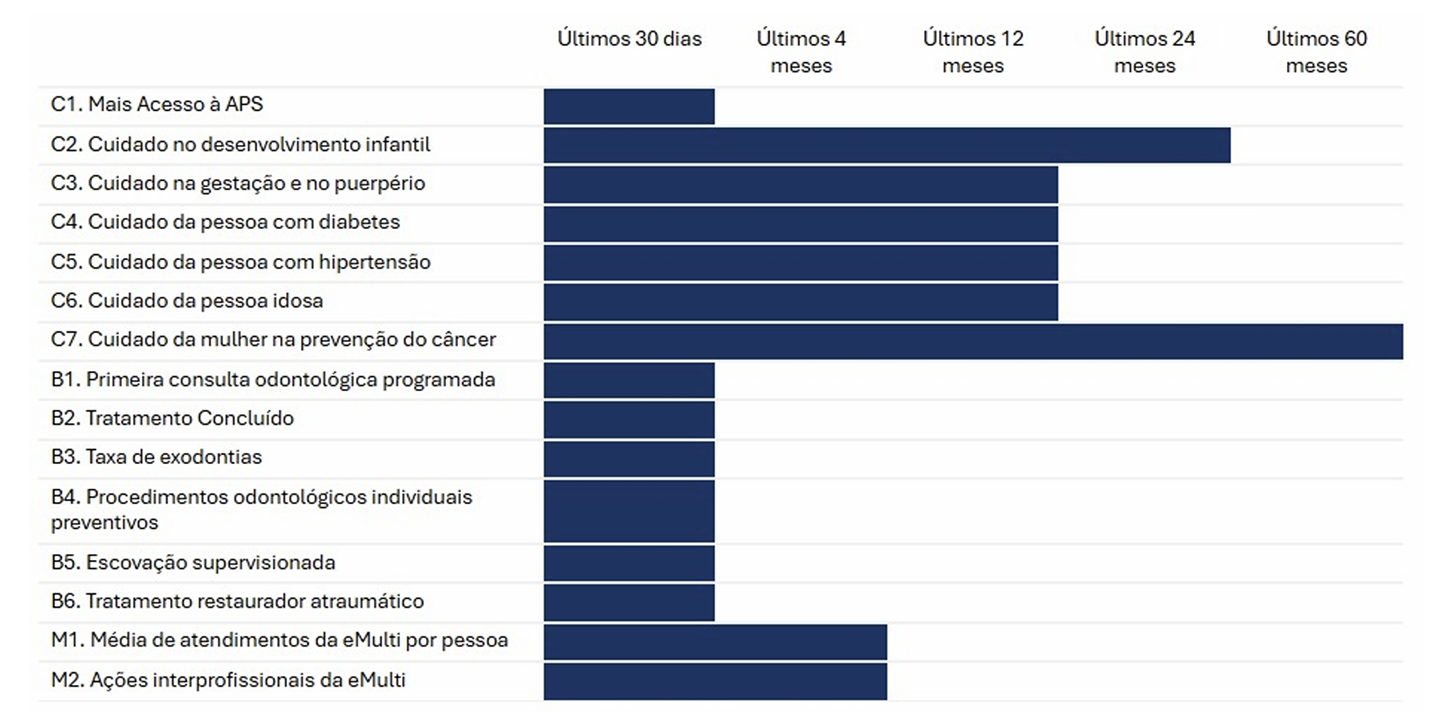 Últimos 30 dias
Últimos 4
meses
Últimos 12
meses
Últimos 24
meses
Últimos 60
meses
C1. Mais Acesso à APS
C2. Cuidado no desenvolvimento infantil
C3. Cuidado na gestação e no puerpério
C4. Cuidado da pessoa com diabetes
C5. Cuidado da pessoa com hipertensão
C6. Cuidado da pessoa idosa
C7. Cuidado da mulher na prevenção do câncer
B1. Primeira consulta odontológica programada
B2. Tratamento Concluído
B3. Taxa de exodontias
B4. Procedimentos odontológicos individuais
preventivos
B5. Escovação supervisionada
B6. Tratamento restaurador atraumático
M1. Média de atendimentos da eMulti por pessoa
M2. Ações interprofissionais da eMulti